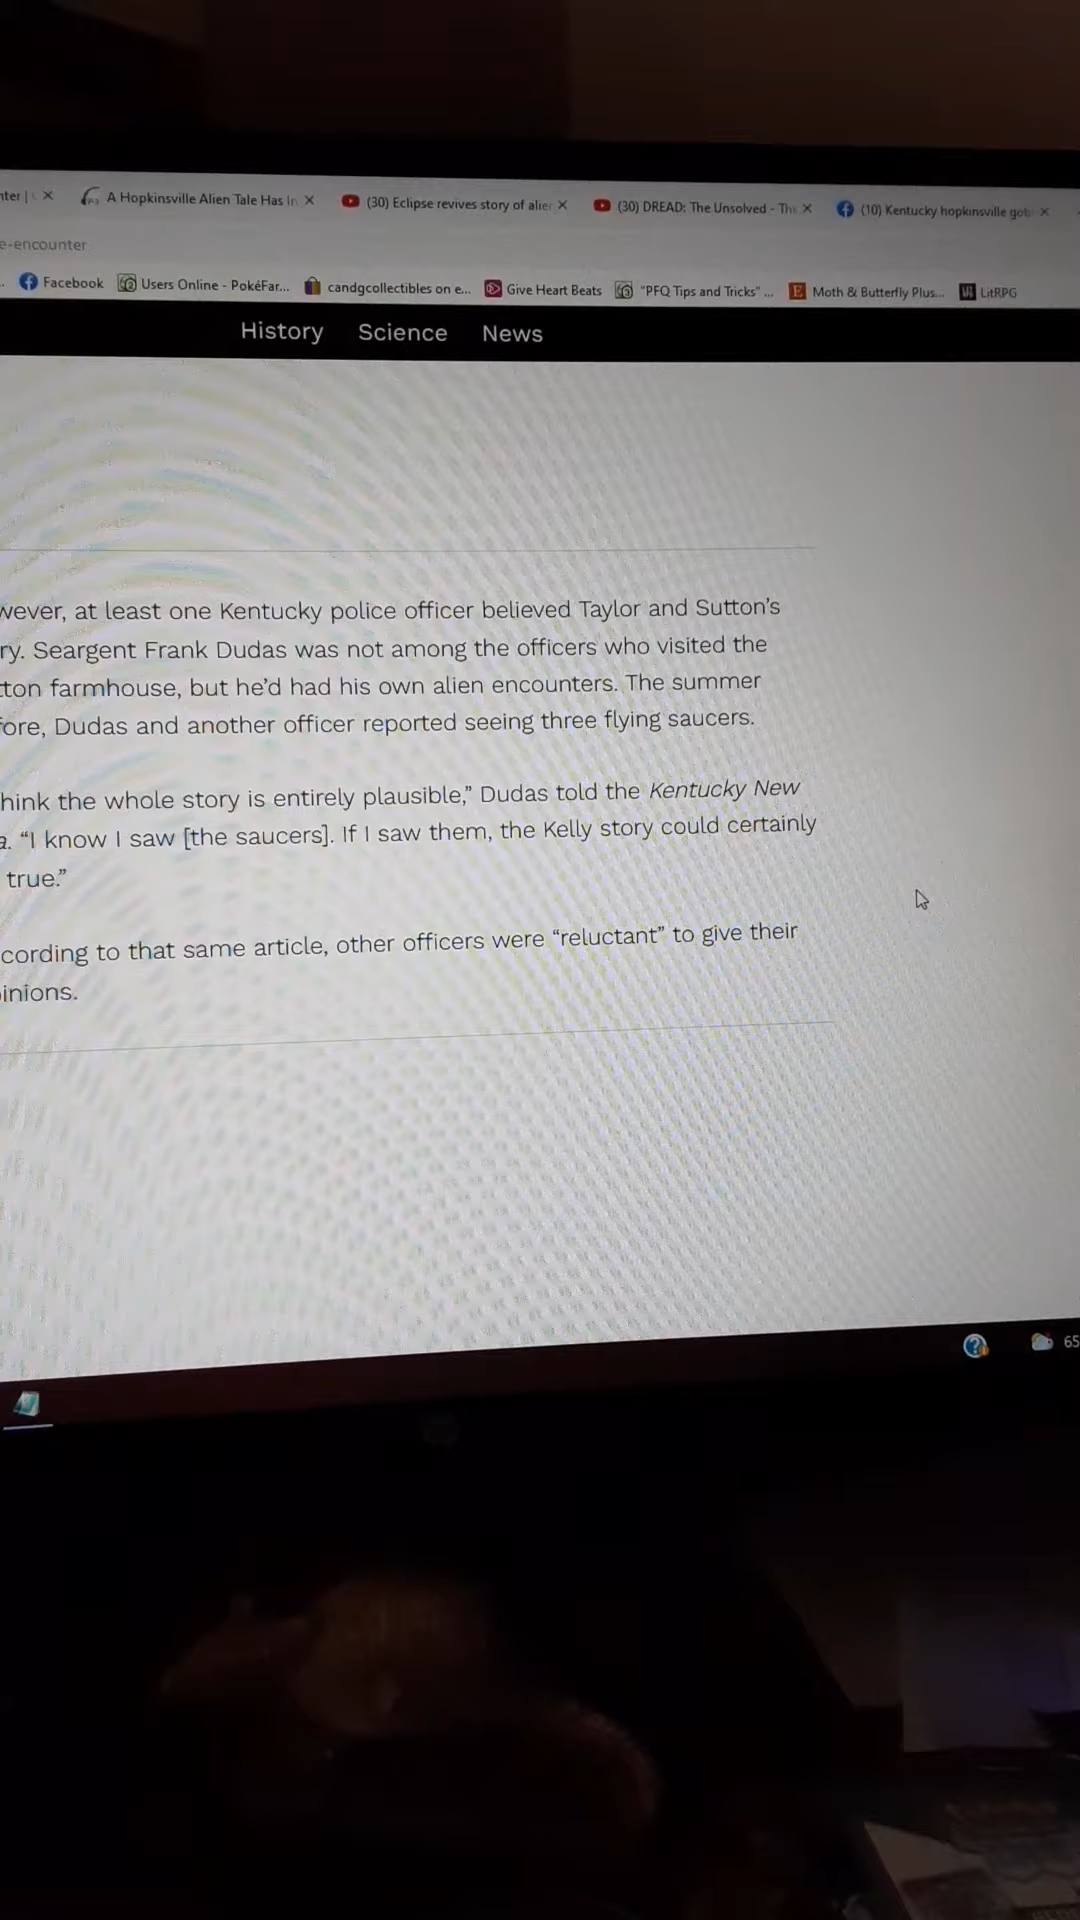 A Hopkinsville Alien Tale Has In
(30) Eclipse revives story of alien
(30) DREAD: The Unsolved - The
(10) Kentucky hopkinsville gob
e-encounter
Facebook
Users Online - PokéFar...
candgcollectibles on e...
Give Heart Beats
"PFQ Tips and Tricks" ...
Moth & Butterfly Plus...
LitRPG
History Science News
wever, at least one Kentucky police officer believed Taylor and Sutton's
ry. Seargent Frank Dudas was not among the officers who visited the
ton farmhouse, but he'd had his own alien encounters. The summer
fore, Dudas and another officer reported seeing three flying saucers.
hink the whole story is entirely plausible,” Dudas told the Kentucky New
a. “I know I saw [the saucers]. If I saw them, the Kelly story could certainly
true.”
cording to that same article, other officers were “reluctant” to give their
inions.
65